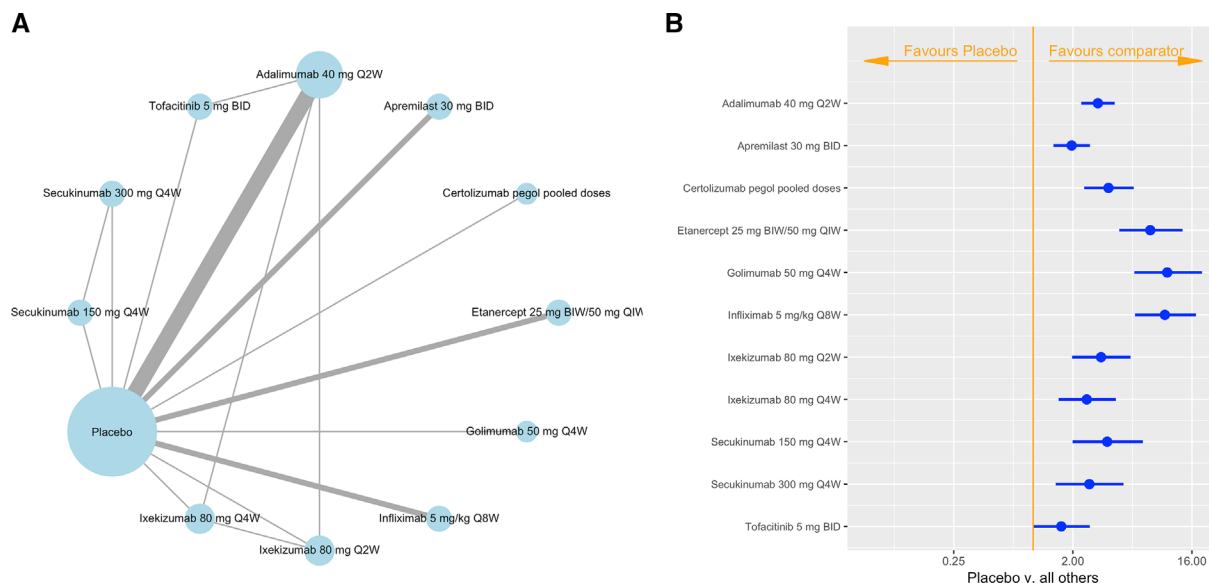 A
Adalimumab 40 mg Q2W
Tofacitinib 5 mg BID
Apremilast 30 mg BID
Secukinumab 300 mg Q4W
Certolizumab pegol pooled doses
Secukinumab 150 mg Q4W
Etanercept 25 mg BIW/50 mg QIW
Placebo
Golimumab 50 mg Q4W
Ixekizumab 80 mg Q4W
Infliximab 5 mg/kg Q8W
Ixekizumab 80 mg Q2W
B
Favours Placebo
Favours comparator
Adalimumab 40 mg Q2W
Apremilast 30 mg BID
Certolizumab pegol pooled doses
Etanercept 25 mg BIW/50 mg QIW
Golimumab 50 mg Q4W
Infliximab 5 mg/kg Q8W
Ixekizumab 80 mg Q2W
Ixekizumab 80 mg Q4W
Secukinumab 150 mg Q4W
Secukinumab 300 mg Q4W
Tofacitinib 5 mg BID
0.25
2.00
16.00
Placebo v. all others